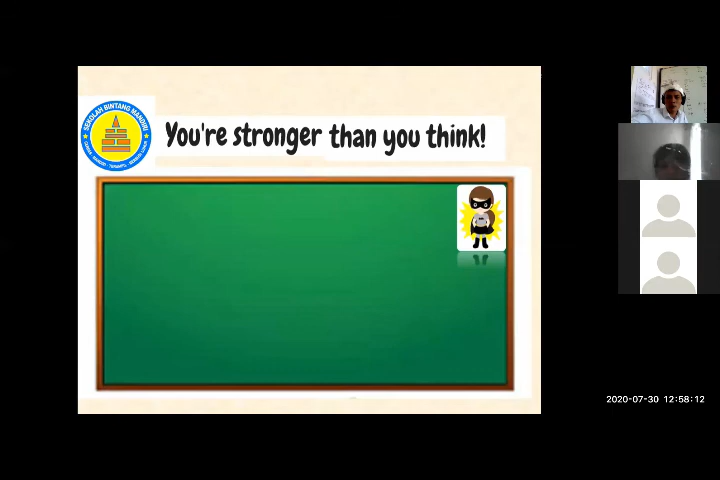 SEKOLAH BINTANG MANDIRI
You're stronger than you think!
2020-07-30 12:58:12